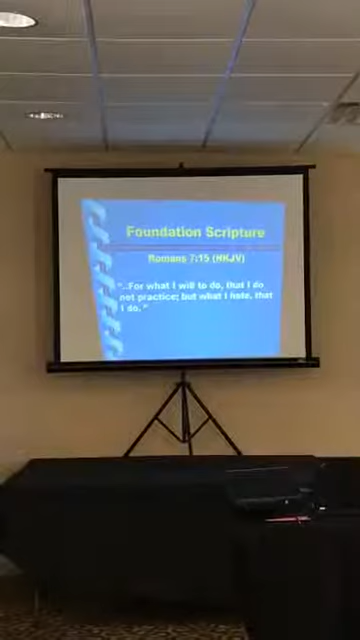 Foundation Scripture
Romans 7:15 (NKJV)
"..For what I will to do, that I do
not practice; but what I hate, that
I do."